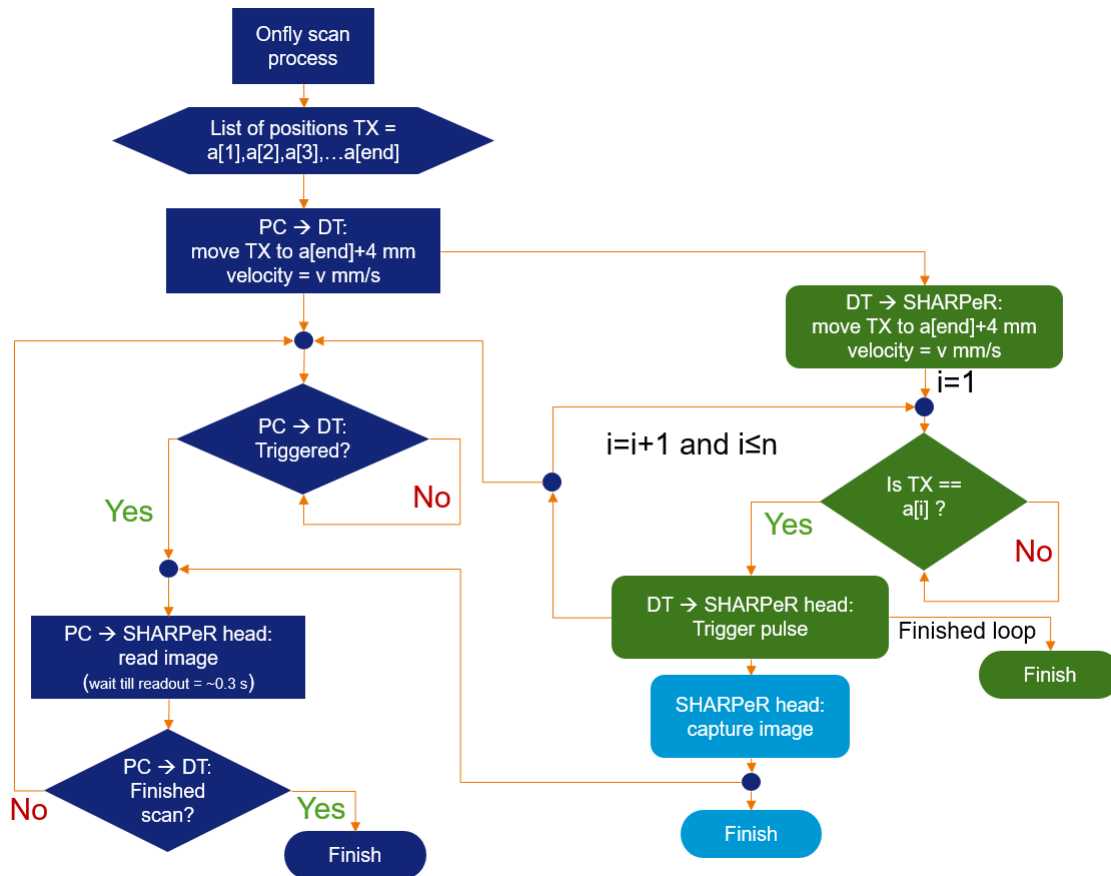 Onfly scan
process
List of positions TX =
a[1],a[2],a[3],…a[end]
PC → DT:
move TX to a[end]+4 mm
velocity = v mm/s
DT → SHARPeR:
move TX to a[end]+4 mm
velocity = v mm/s
i=1
PC → DT:
Triggered?
No
Yes
i=i+1 and i≤n
Is TX ==
a[i] ?
Yes
No
DT → SHARPeR head:
Trigger pulse
Finished loop
Finish
PC → SHARPeR head:
read image
(wait till readout = ~0.3 s)
SHARPeR head:
capture image
PC → DT:
Finished
scan?
No
Yes
Finish
Finish